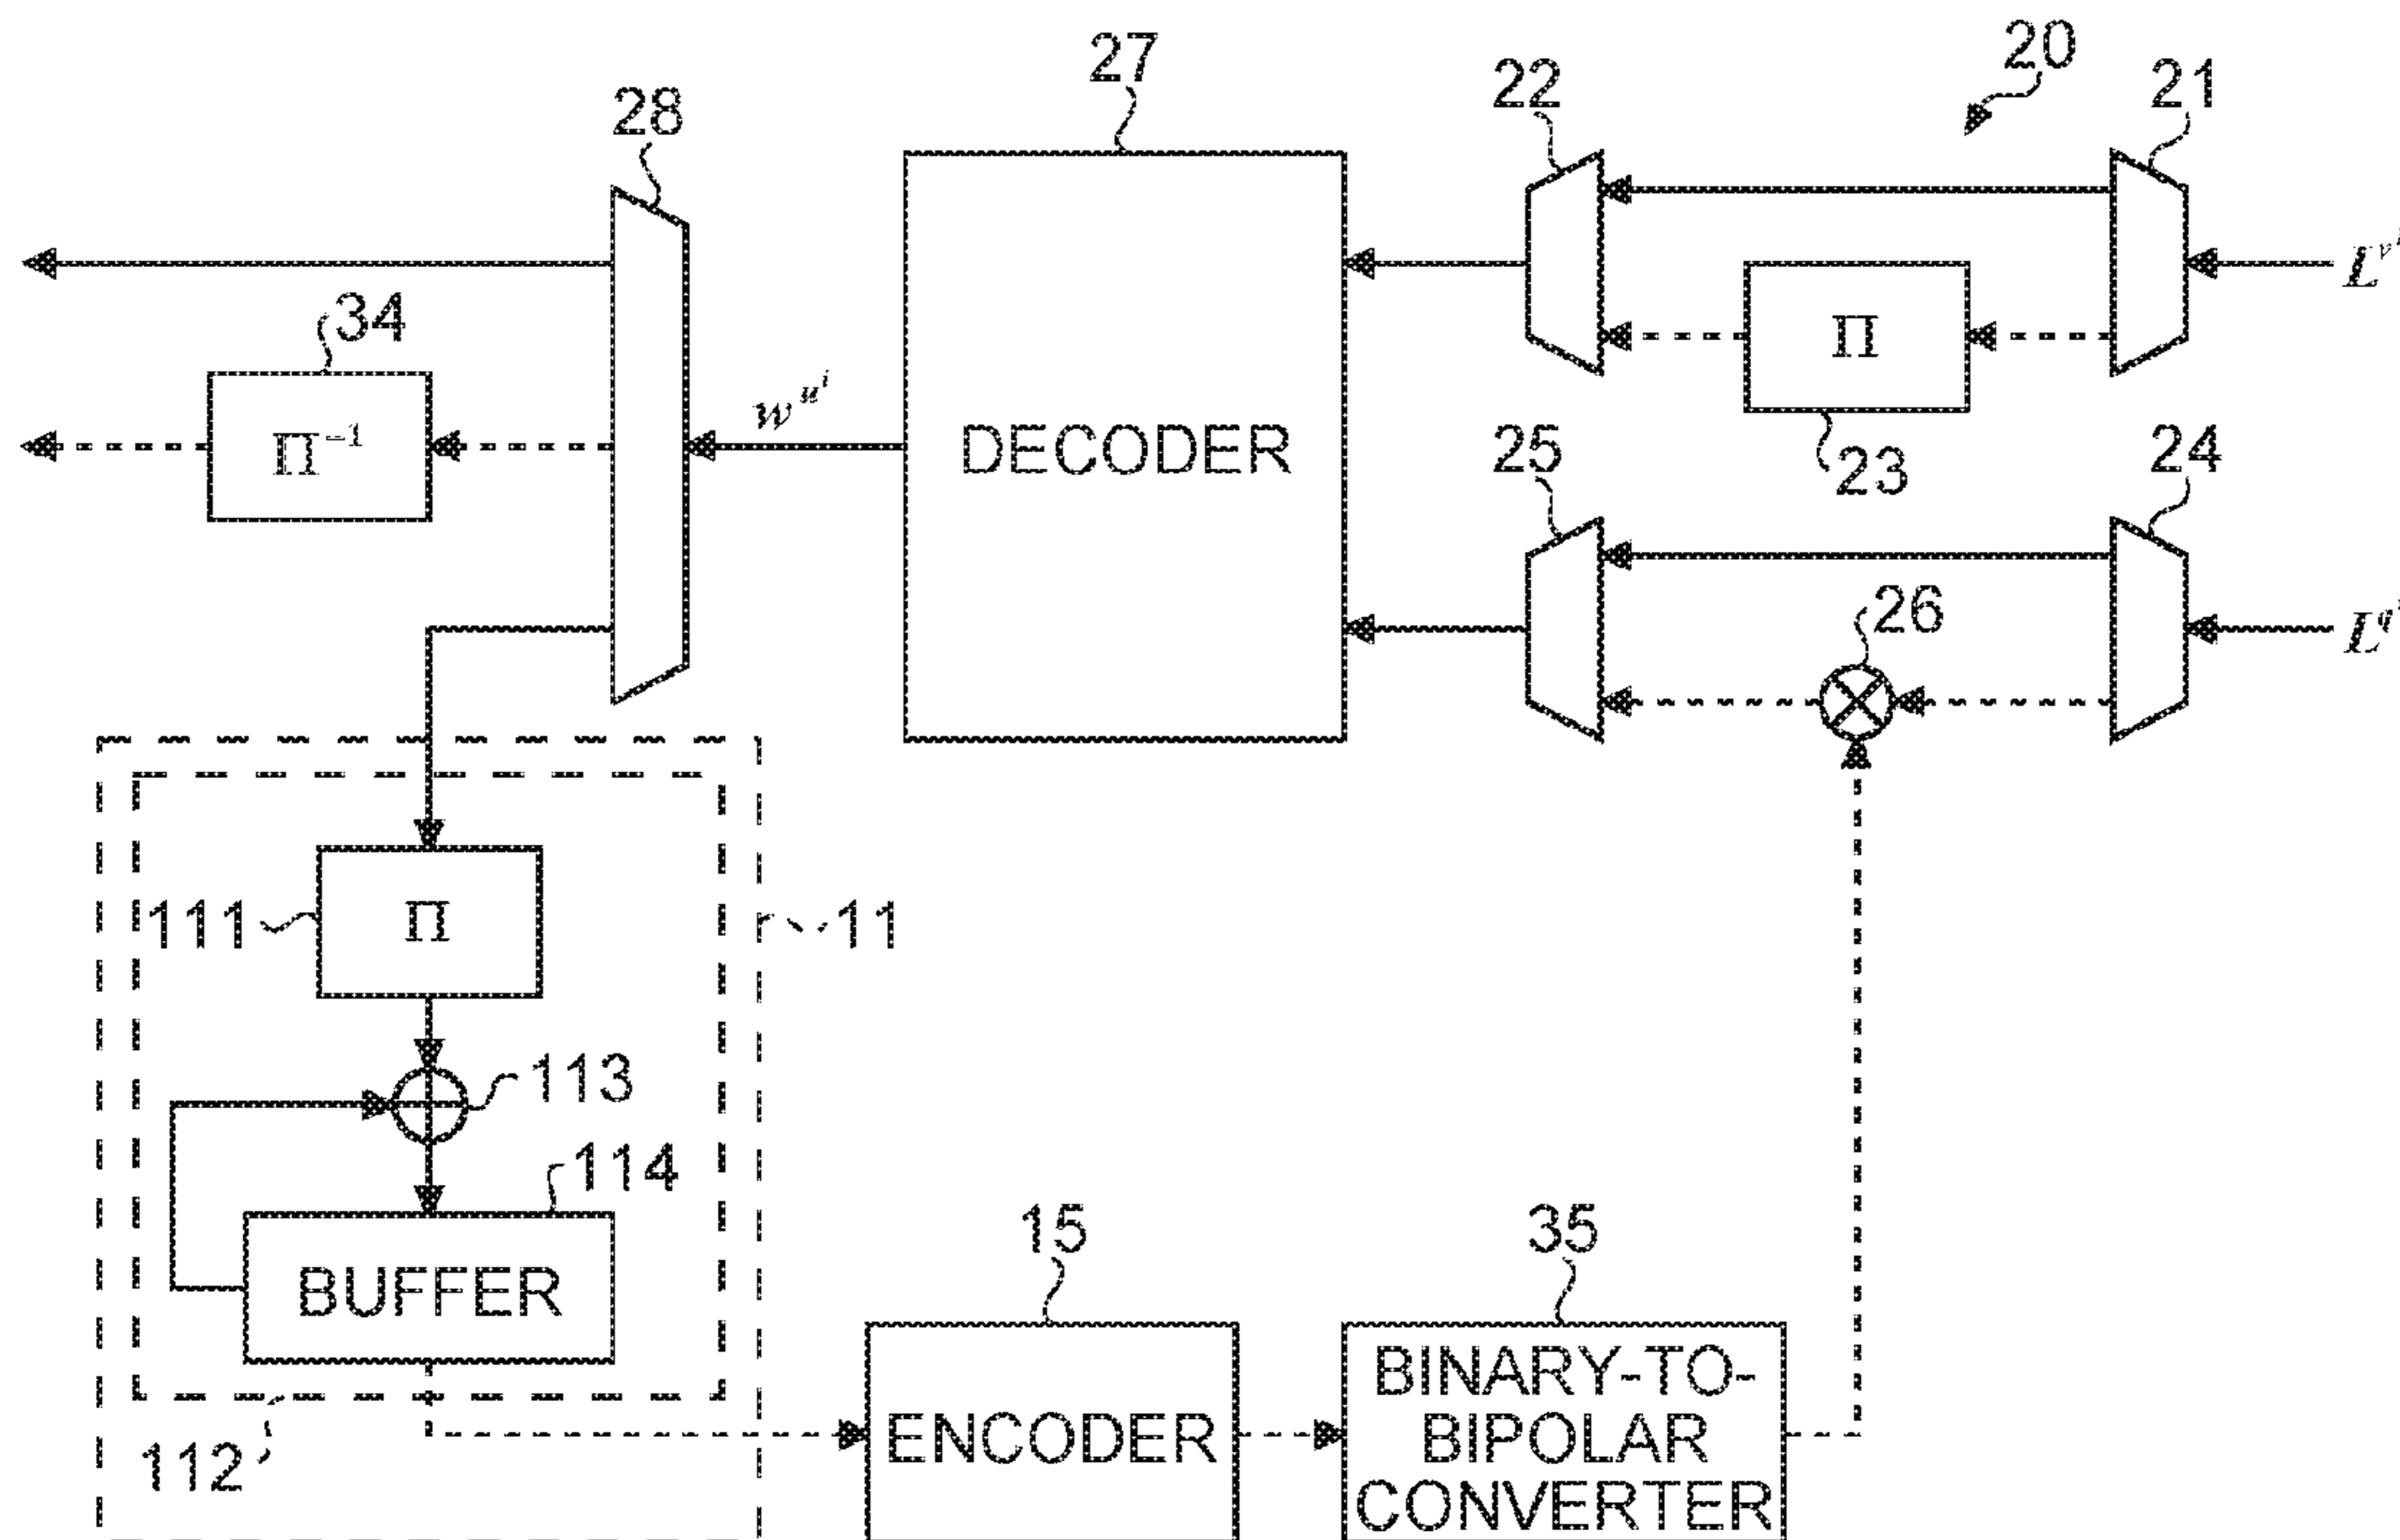 27
20
22
21
28
L
34
Π
w^{u^i}
Π^{-1}
DECODER
23
25
24
26
L^q
111
Π
11
113
114
BUFFER
15
35
ENCODER
BINARY-TO-
BIPOLAR
CONVERTER
112